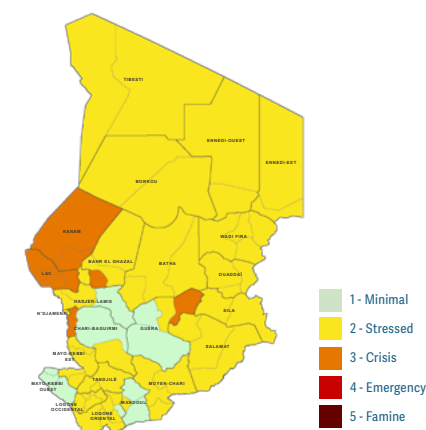 TIBESTI
ENNEDI-OUEST
ENNEDI-EST
BORKOU
KANEM
WADI FIRA
BAHR EL GHAZAL
BATHA
LAC
OUADDAÏ
HADJER-LAMIS
N'DJAMENA
SILA
CHARI-BAGUIRMI
GUERA
SALAMAT
MAYO-KEBBI
EST
MAYO-KEBBI
OUEST
TANDJILÉ
MOYEN-CHARI
LOGONE
OCCIDENTAL
MANDOUL
LOGONE
ORIENTAL
1 - Minimal
2 - Stressed
3 - Crisis
4 - Emergency
5 - Famine